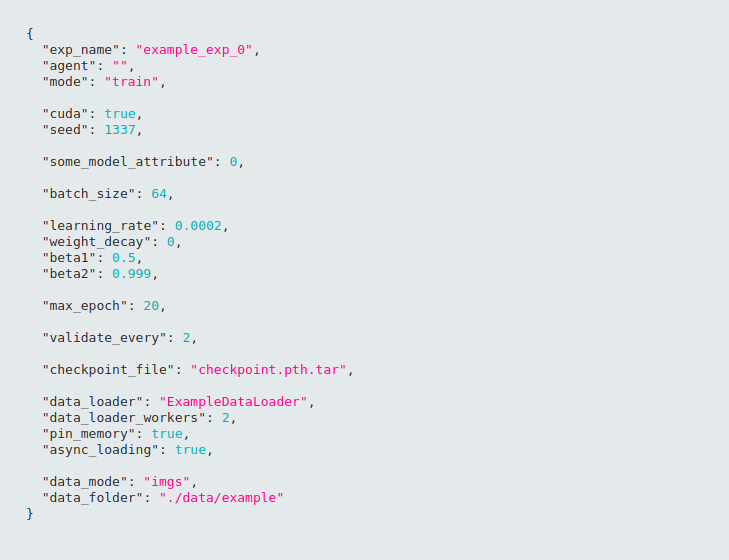 {
  "exp_name": "example_exp_0",
  "agent": "",
  "mode": "train",

  "cuda": true,
  "seed": 1337,

  "some_model_attribute": 0,

  "batch_size": 64,

  "learning_rate": 0.0002,
  "weight_decay": 0,
  "beta1": 0.5,
  "beta2": 0.999,

  "max_epoch": 20,

  "validate_every": 2,

  "checkpoint_file": "checkpoint.pth.tar",

  "data_loader": "ExampleDataLoader",
  "data_loader_workers": 2,
  "pin_memory": true,
  "async_loading": true,

  "data_mode": "imgs",
  "data_folder": "./data/example"
}